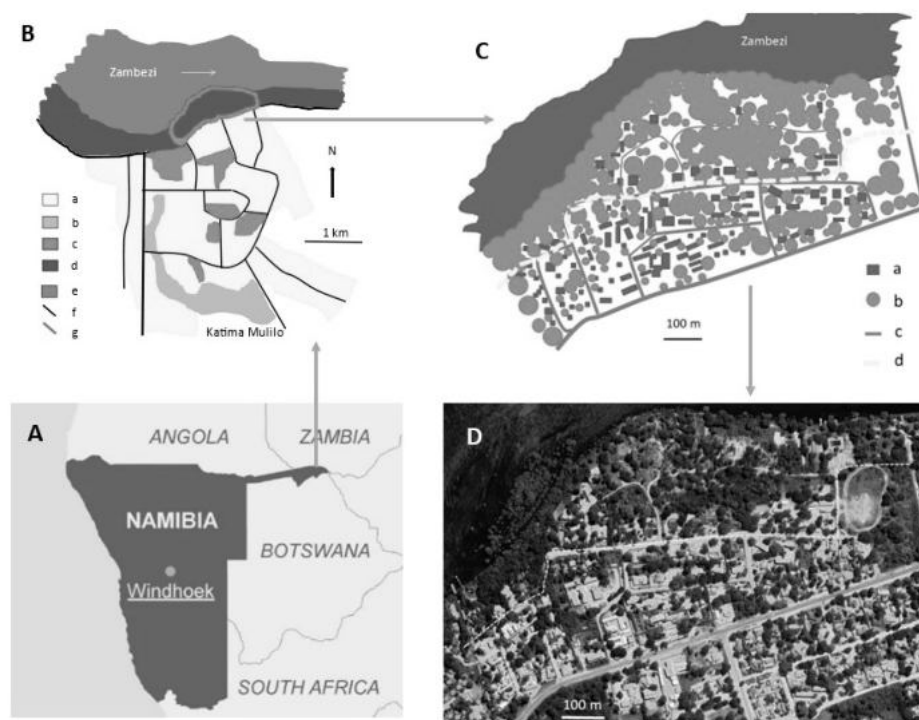 B
Zambezi
N
a
b
c
d
e
f
g
1 km
Katima Mulilo
C
Zambezi
100 m
a
b
c
d
A
ANGOLA
ZAMBIA
NAMIBIA
BOTSWANA
Windhoek
SOUTH AFRICA
D
100 m